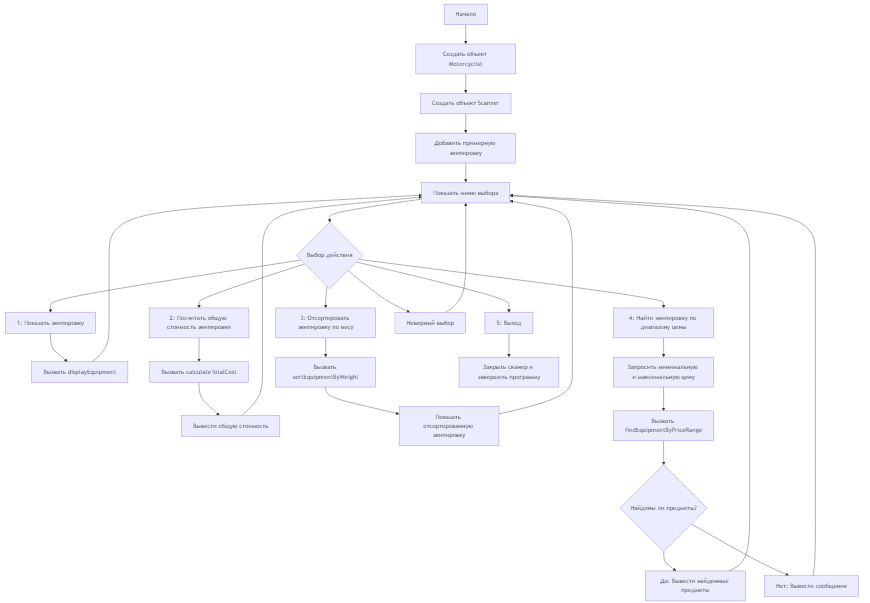 Начало
Создать объект
Motorcyclist
Создать объект Scanner
Добавить примерную
экипировку
Показать меню выбора
Выбор действия
1: Показать экипировку
2: Посчитать общую
стоимость экипировки
3: Отсортировать
экипировку по весу
Неверный выбор
5: Выход
4: Найти экипировку по
диапазону цены
Вызвать displayEquipment
Вызвать calculateTotalCost
Вызвать
sortEquipmentByWeight
Закрыть сканер и
завершить программу
Запросить минимальную
и максимальную цену
Вывести общую стоимость
Показать
отсортированную
экипировку
Вызвать
findEquipmentByPriceRange
Найдены ли предметы?
Да: Вывести найденные
предметы
Нет: Вывести сообщение